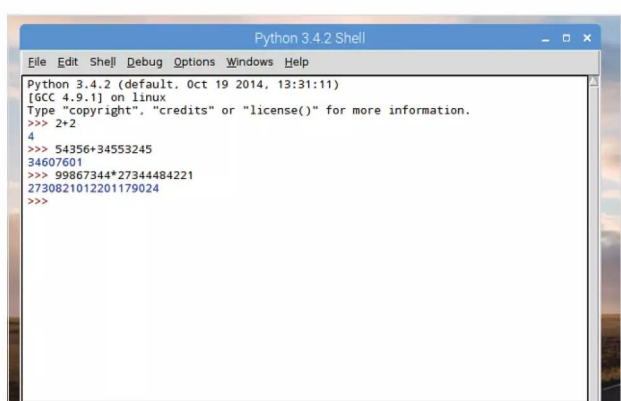 Python 3.4.2 Shell
File Edit Shell Debug Options Windows Help
Python 3.4.2 (default, Oct 19 2014, 13:31:11)
[GCC 4.9.1] on linux
Type "copyright", "credits" or "license()" for more information.
>>> 2+2
4
>>> 54356+34553245
34607601
>>> 99867344*27344484221
2730821012201179024
>>>